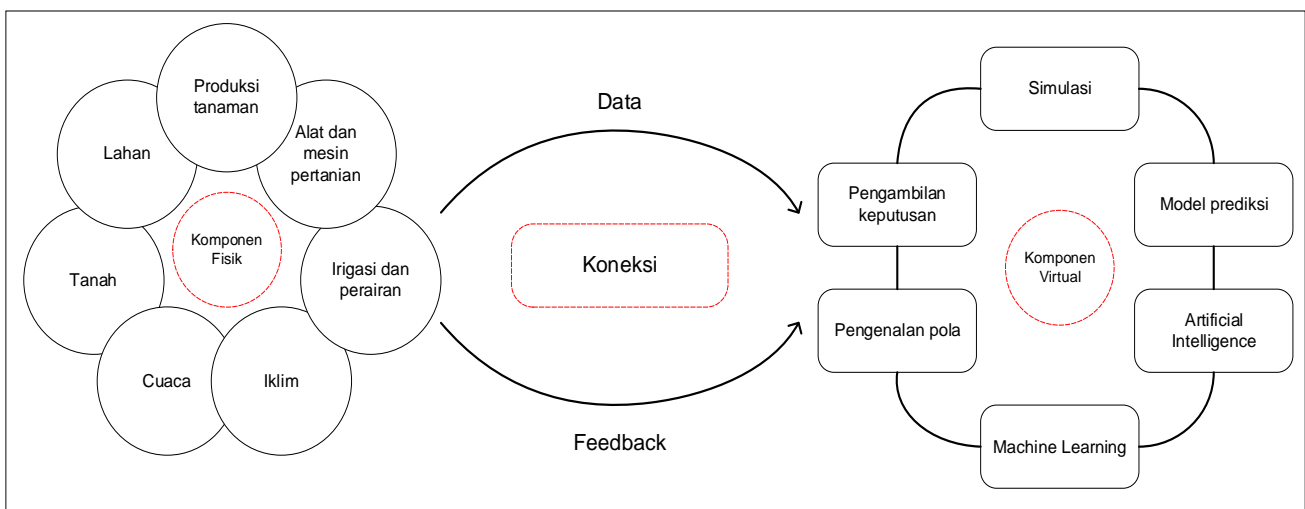 Produksi
tanaman
Alat dan
mesin
pertanian
Lahan
Komponen
Fisik
Tanah
Irigasi dan
perairan
Cuaca
Iklim
Data
Koneksi
Feedback
Simulasi
Pengambilan
keputusan
Model prediksi
Komponen
Virtual
Pengenalan pola
Artificial
Intelligence
Machine Learning